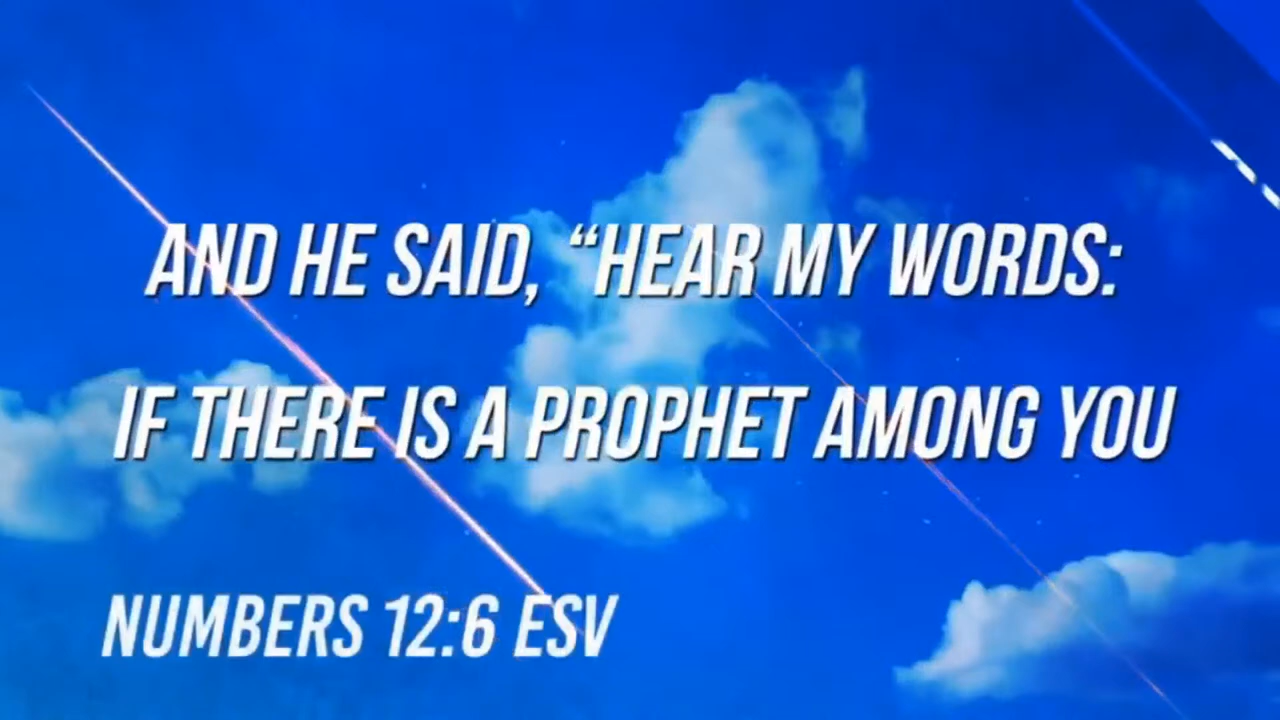 AND HE SAID, “HEAR MY WORDS:
IF THERE IS A PROPHET AMONG YOU
NUMBERS 12:6 ESV